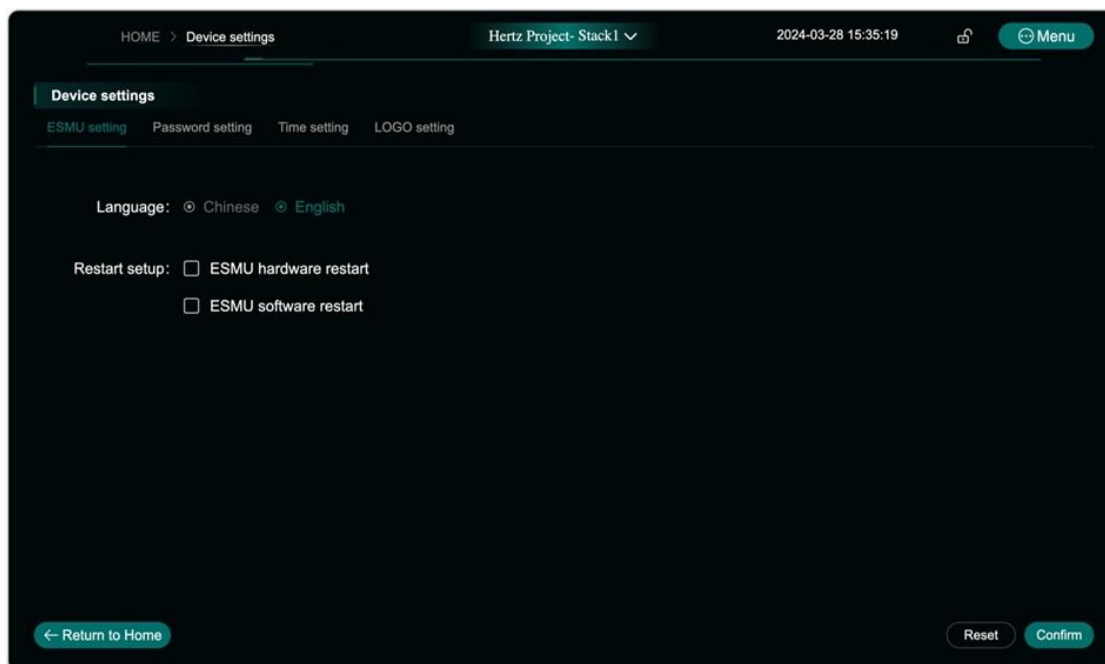 HOME > Device settings Hertz Project- Stack1 2024-03-28 15:35:19 Menu
Device settings
ESMU setting Password setting Time setting LOGO setting
Language: Chinese English
Restart setup: ESMU hardware restart
ESMU software restart
← Return to Home Reset Confirm